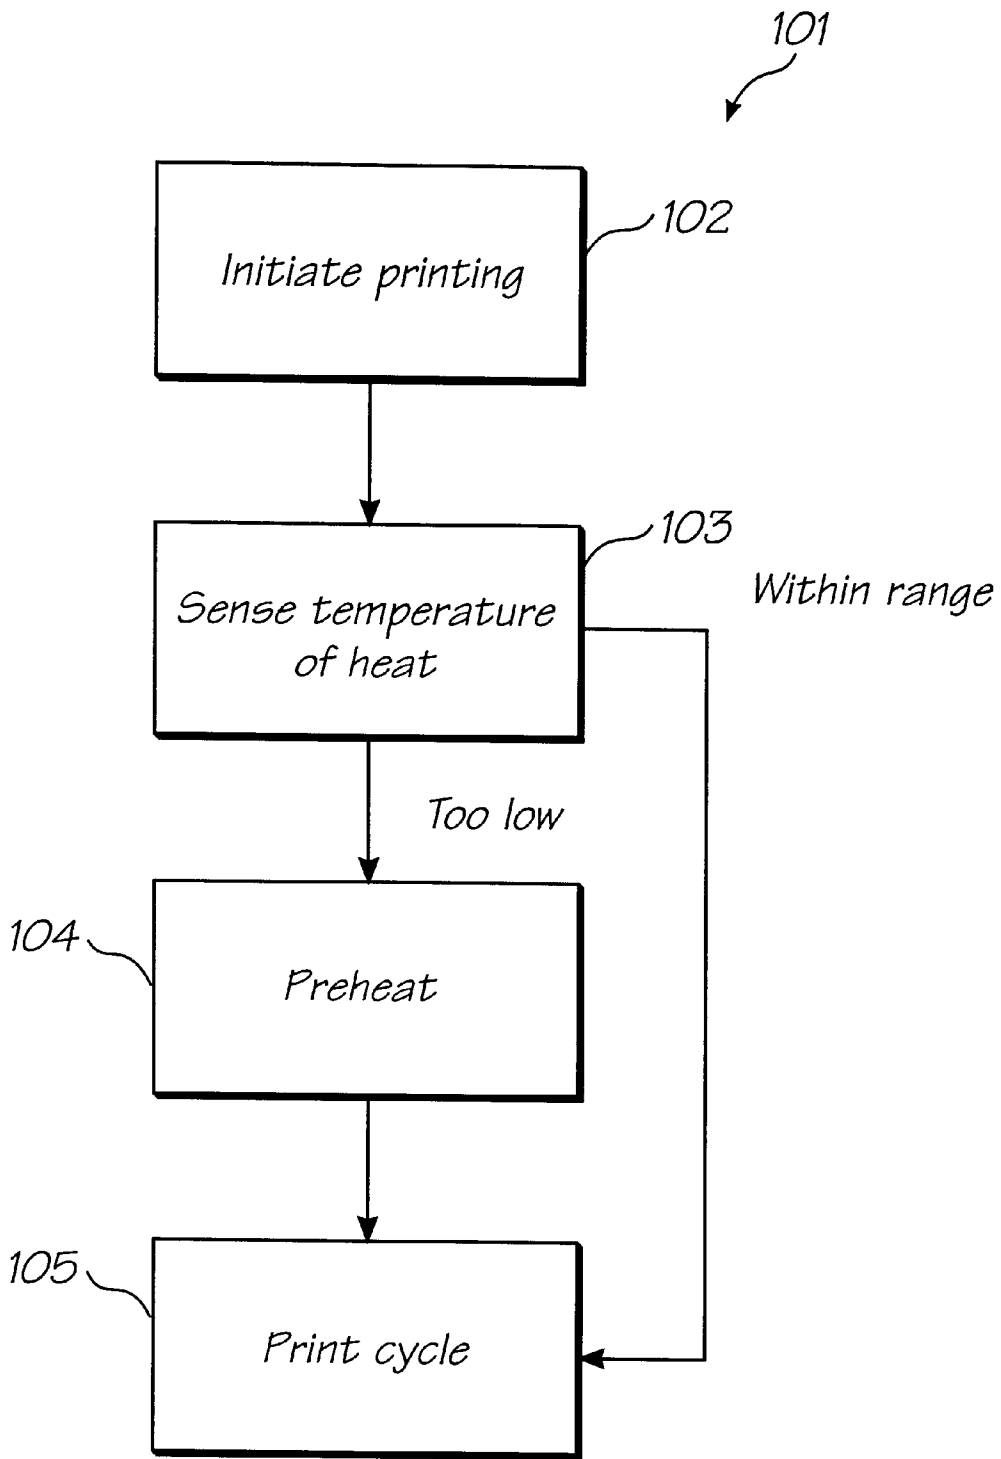 101
102
Initiate printing
103
Within range
Sense temperature
of heat
Too low
104
Preheat
105
Print cycle